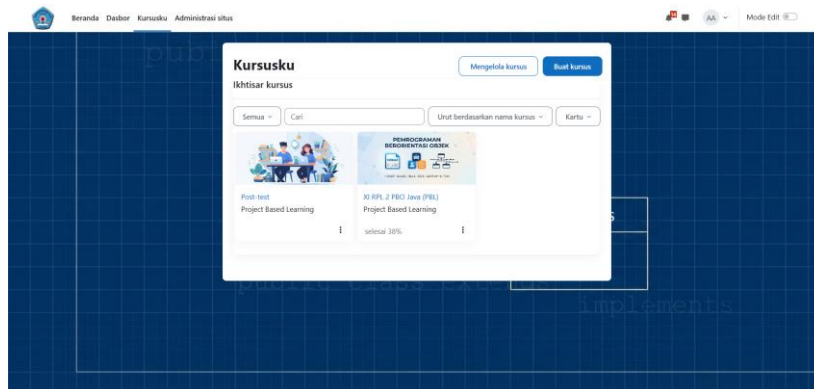 Beranda Dasbor Kursusku Administrasi situs
AA
Mode Edit
pub
Kursusku
Mengelola kursus
Buat kursus
Ikhtisar kursus
Semua
Cari
Urut berdasarkan nama kursus
Kartu
PEMROGRAMAN
BERORIENTASI OBJEK
Post-test
Project Based Learning
XI RPL 2 PBO Java (PBL)
Project Based Learning
selesai 38%
s
public class extends
implements